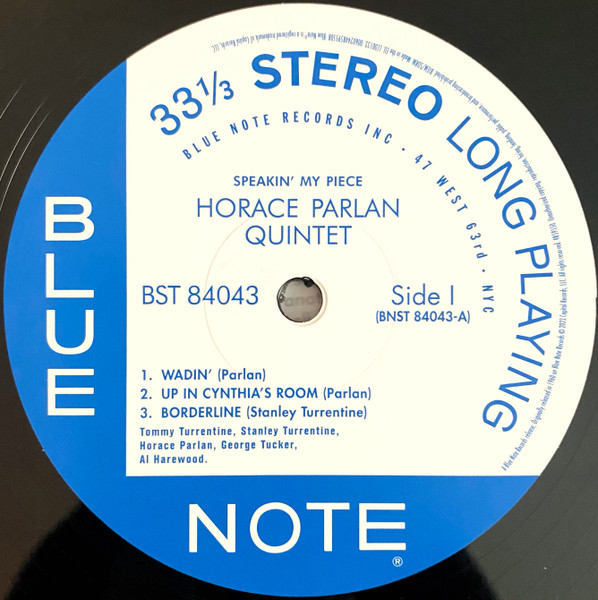 33⅓ STEREO LONG PLAYING
BLUE NOTE RECORDS INC · 47 WEST 63rd · NYC
SPEAKIN' MY PIECE
HORACE PARLAN
QUINTET
BST 84043
Side I
(BNST 84043-A)
1. WADIN' (Parlan)
2. UP IN CYNTHIA'S ROOM (Parlan)
3. BORDERLINE (Stanley Turrentine)
Tommy Turrentine, Stanley Turrentine,
Horace Parlan, George Tucker,
Al Harewood.
BLUE
NOTE®